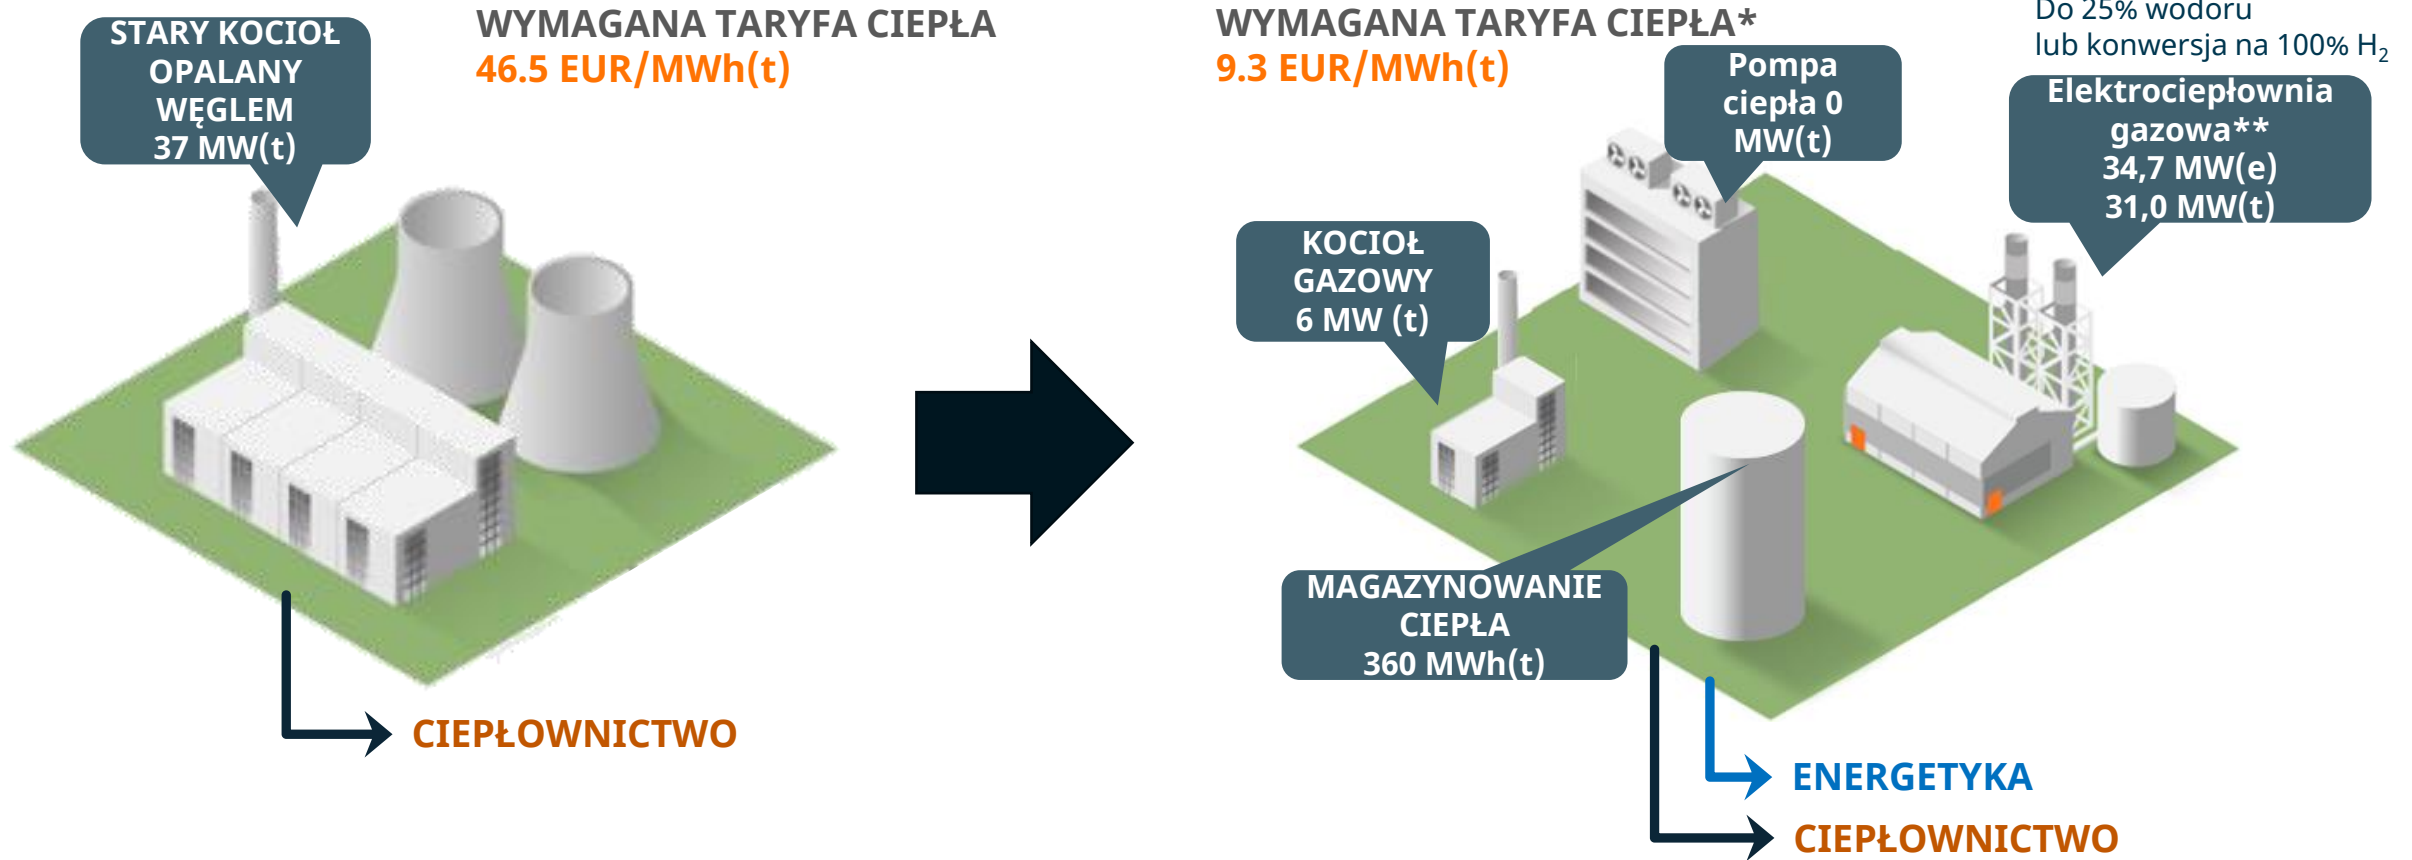 STARY KOCIOŁ
OPALANY
WĘGLEM
37 MW(t)
WYMAGANA TARYFA CIEPŁA
46.5 EUR/MWh(t)
CIEPŁOWNICTWO
WYMAGANA TARYFA CIEPŁA*
9.3 EUR/MWh(t)
Pompa
ciepła 0
MW(t)
Do 25% wodoru
lub konwersja na 100% H₂
Elektrociepłownia
gazowa**
34,7 MW(e)
31,0 MW(t)
KOCIOŁ
GAZOWY
6 MW (t)
MAGAZYNOWANIE
CIEPŁA
360 MWh(t)
ENERGETYKA
CIEPŁOWNICTWO